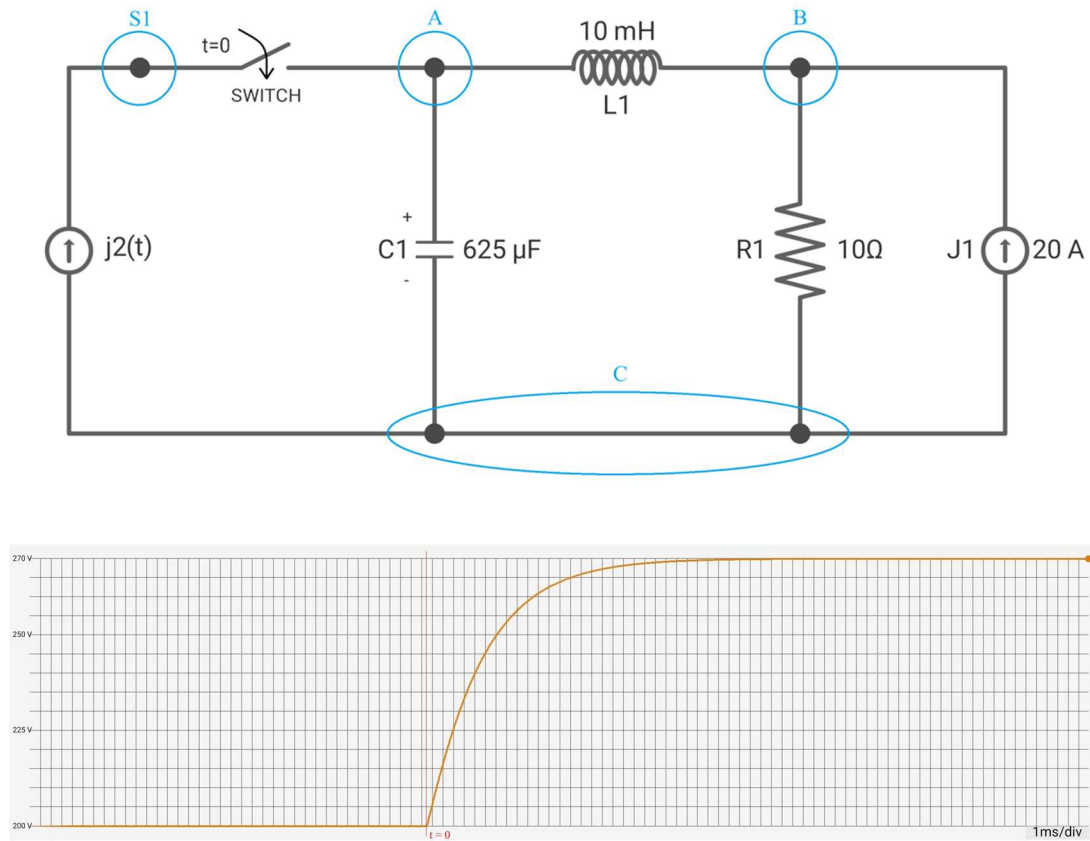 S1
A
B
t=0
SWITCH
10 mH
L1
j2(t)
+
C1
625 µF
-
R1
10Ω
J1
20 A
C
270 V
250 V
225 V
200 V
t = 0
1ms/div